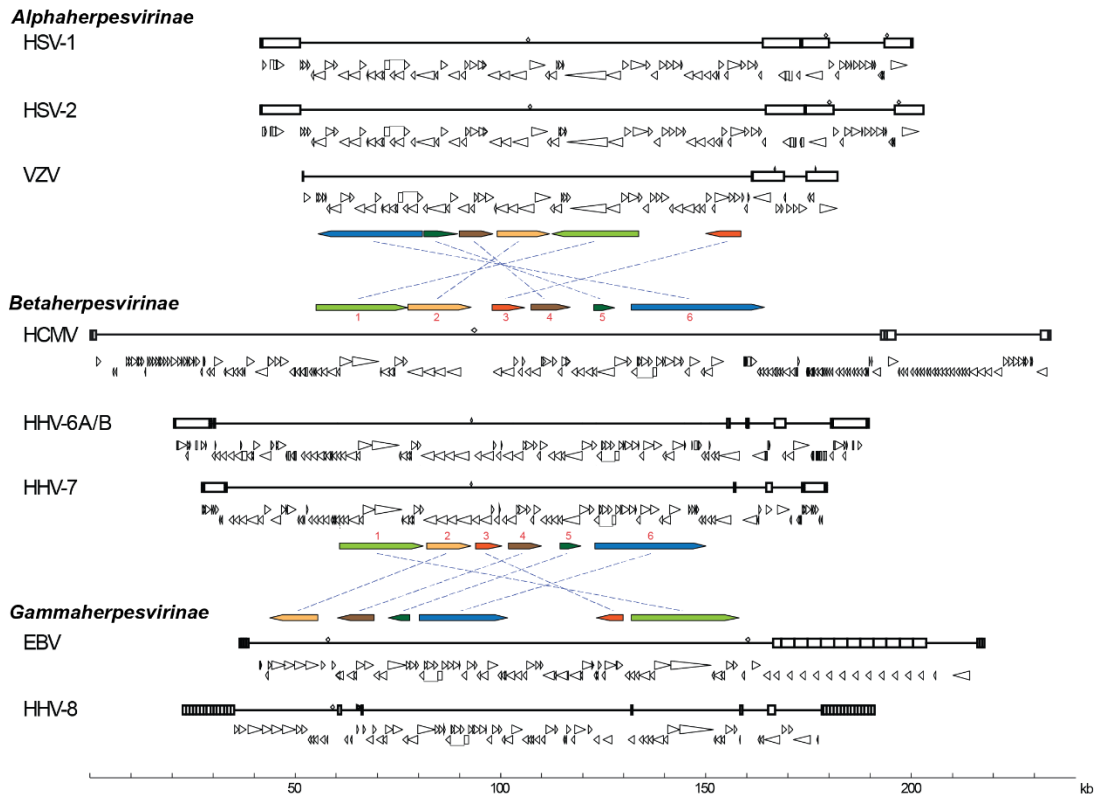 Alphaherpesvirinae
HSV-1
HSV-2
VZV
Betaherpesvirinae
1 2 3 4 5 6
HCMV
HHV-6A/B
HHV-7
1 2 3 4 5 6
Gammaherpesvirinae
EBV
HHV-8
50 100 150 200 kb